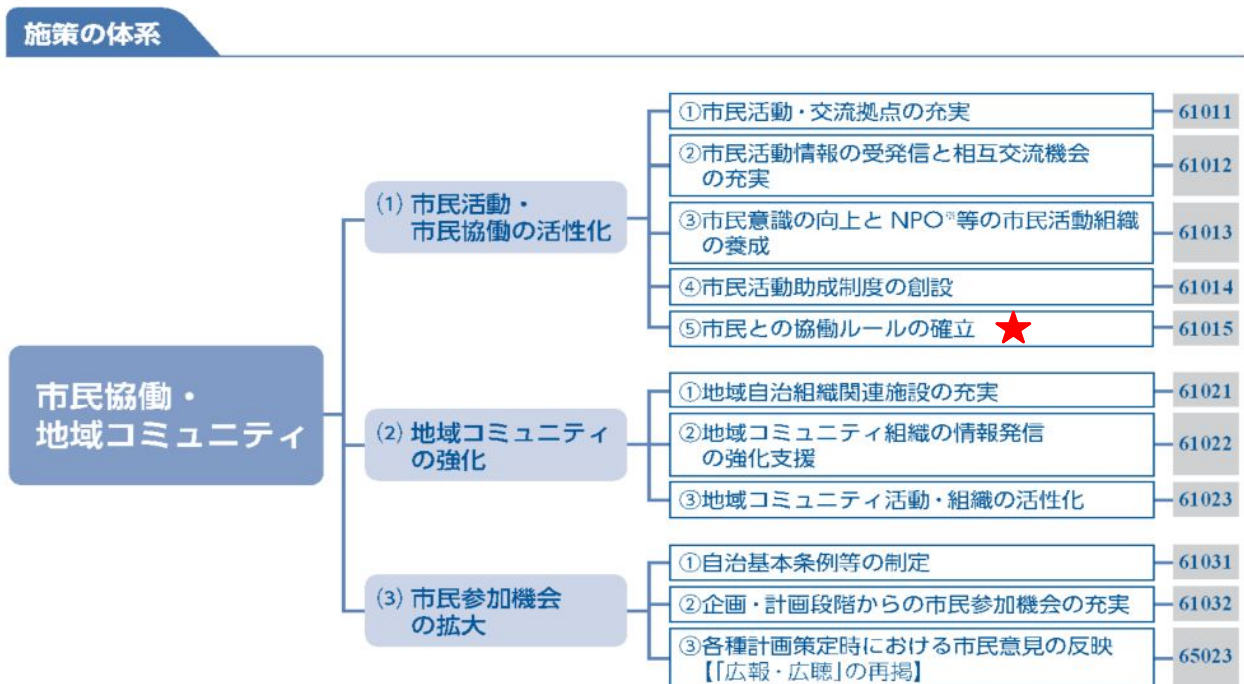 施策の体系
①市民活動・交流拠点の充実
61011
②市民活動情報の受発信と相互交流機会
の充実
61012
(1) 市民活動・
市民協働の活性化
③市民意識の向上と NPO※等の市民活動組織
の養成
61013
④市民活動助成制度の創設
61014
⑤市民との協働ルールの確立
61015
市民協働・
地域コミュニティ
(2) 地域コミュニティ
の強化
①地域自治組織関連施設の充実
61021
②地域コミュニティ組織の情報発信
の強化支援
61022
③地域コミュニティ活動・組織の活性化
61023
(3) 市民参加機会
の拡大
①自治基本条例等の制定
61031
②企画・計画段階からの市民参加機会の充実
61032
③各種計画策定時における市民意見の反映
【「広報・広聴」の再掲】
65023